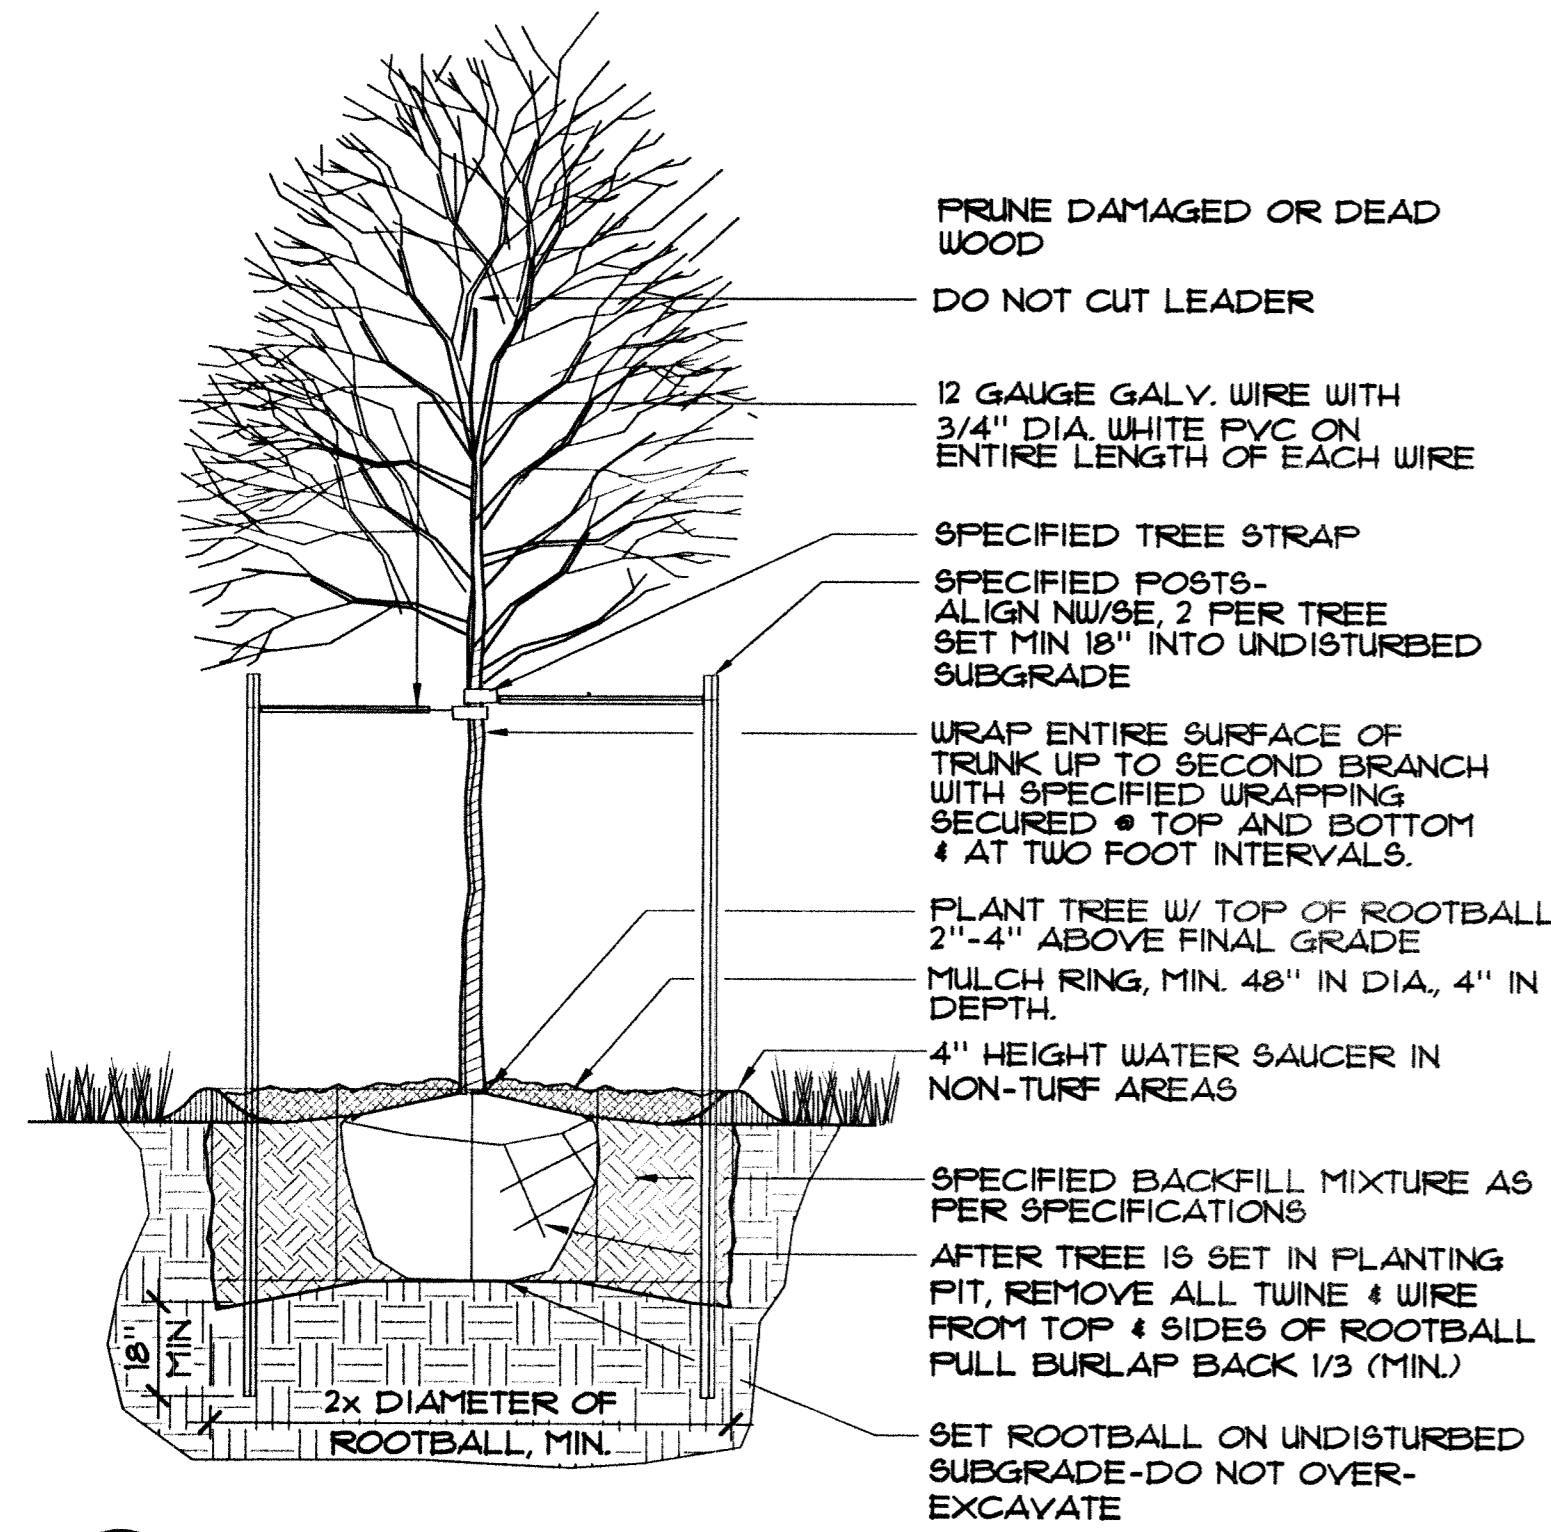 PRUNE DAMAGED OR DEAD
WOOD
DO NOT CUT LEADER
12 GAUGE GALV. WIRE WITH
3/4" DIA. WHITE PVC ON
ENTIRE LENGTH OF EACH WIRE
SPECIFIED TREE STRAP
SPECIFIED POSTS-
ALIGN NW/SE, 2 PER TREE
SET MIN 18" INTO UNDISTURBED
SUBGRADE
WRAP ENTIRE SURFACE OF
TRUNK UP TO SECOND BRANCH
WITH SPECIFIED WRAPPING
SECURED @ TOP AND BOTTOM
& AT TWO FOOT INTERVALS.
PLANT TREE W/ TOP OF ROOTBALL
2"-4" ABOVE FINAL GRADE
MULCH RING, MIN. 48" IN DIA., 4" IN
DEPTH.
4" HEIGHT WATER SAUCER IN
NON-TURF AREAS
SPECIFIED BACKFILL MIXTURE AS
PER SPECIFICATIONS
AFTER TREE IS SET IN PLANTING
PIT, REMOVE ALL TWINE & WIRE
FROM TOP & SIDES OF ROOTBALL
PULL BURLAP BACK 1/3 (MIN.)
SET ROOTBALL ON UNDISTURBED
SUBGRADE-DO NOT OVER-
EXCAVATE
18"
MIN
2x DIAMETER OF
ROOTBALL, MIN.